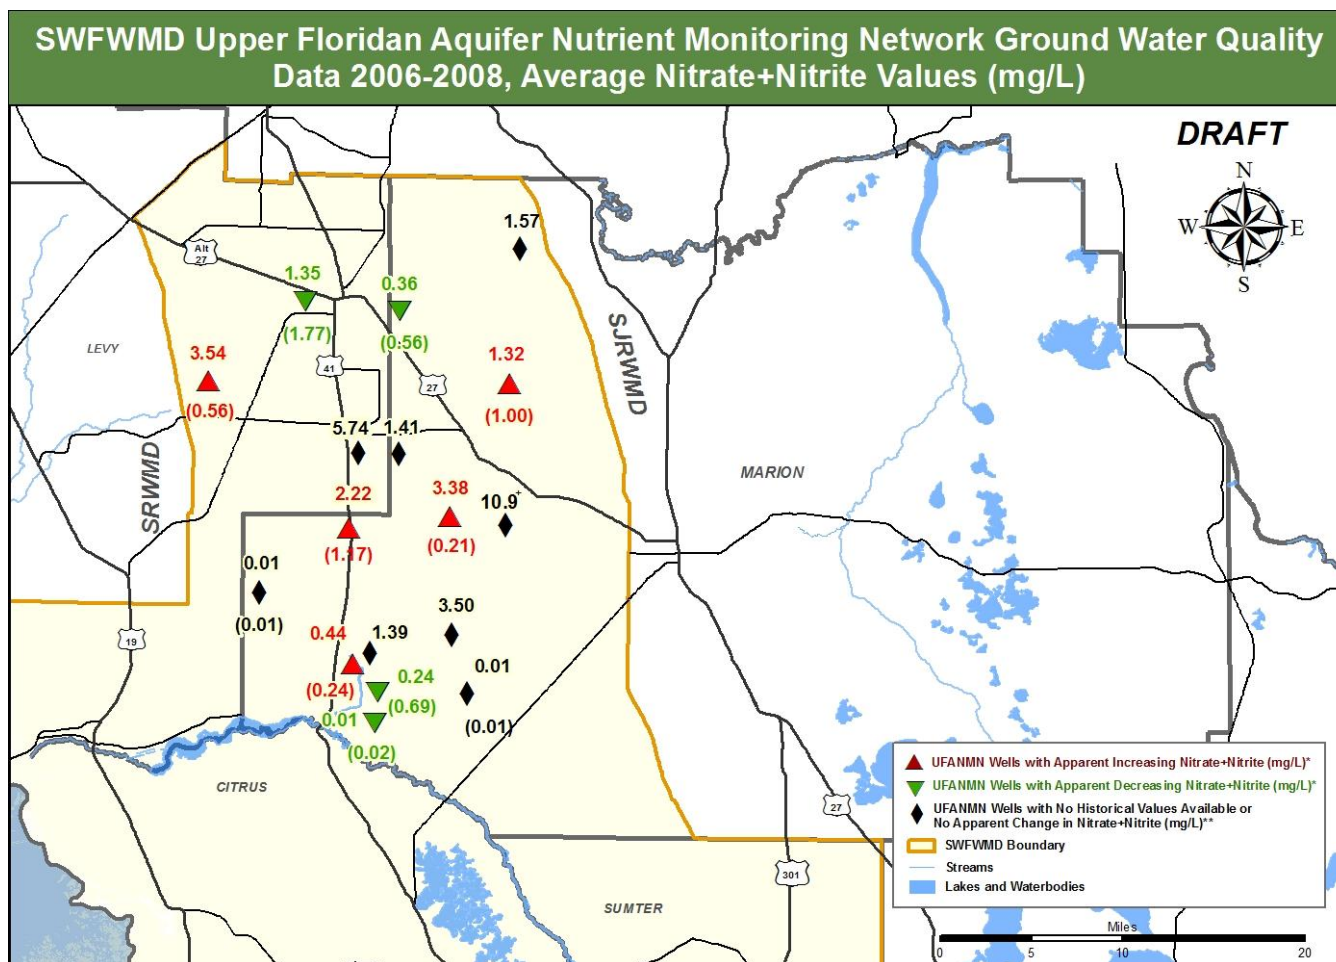 SWFWMD Upper Floridan Aquifer Nutrient Monitoring Network Ground Water Quality
Data 2006-2008, Average Nitrate+Nitrite Values (mg/L)
DRAFT
N
W E
S
1.57
Alt
27
1.35
0.36
(1.77)
(0.56)
SJRWMD
LEVY
3.54
41
1.32
27
(0.56)
(1.00)
5.74
1.41
SRWMD
MARION
2.22
3.38
10.9+
(1.17)
(0.21)
0.01
(0.01)
3.50
19
0.44
1.39
0.01
(0.24)
0.24
(0.69)
0.01
(0.01)
(0.02)
CITRUS
27
301
SUMTER
UFANMN Wells with Apparent Increasing Nitrate+Nitrite (mg/L)*
UFANMN Wells with Apparent Decreasing Nitrate+Nitrite (mg/L)*
UFANMN Wells with No Historical Values Available or
No Apparent Change in Nitrate+Nitrite (mg/L)**
SWFWMD Boundary
Streams
Lakes and Waterbodies
Miles
0 5 10 20